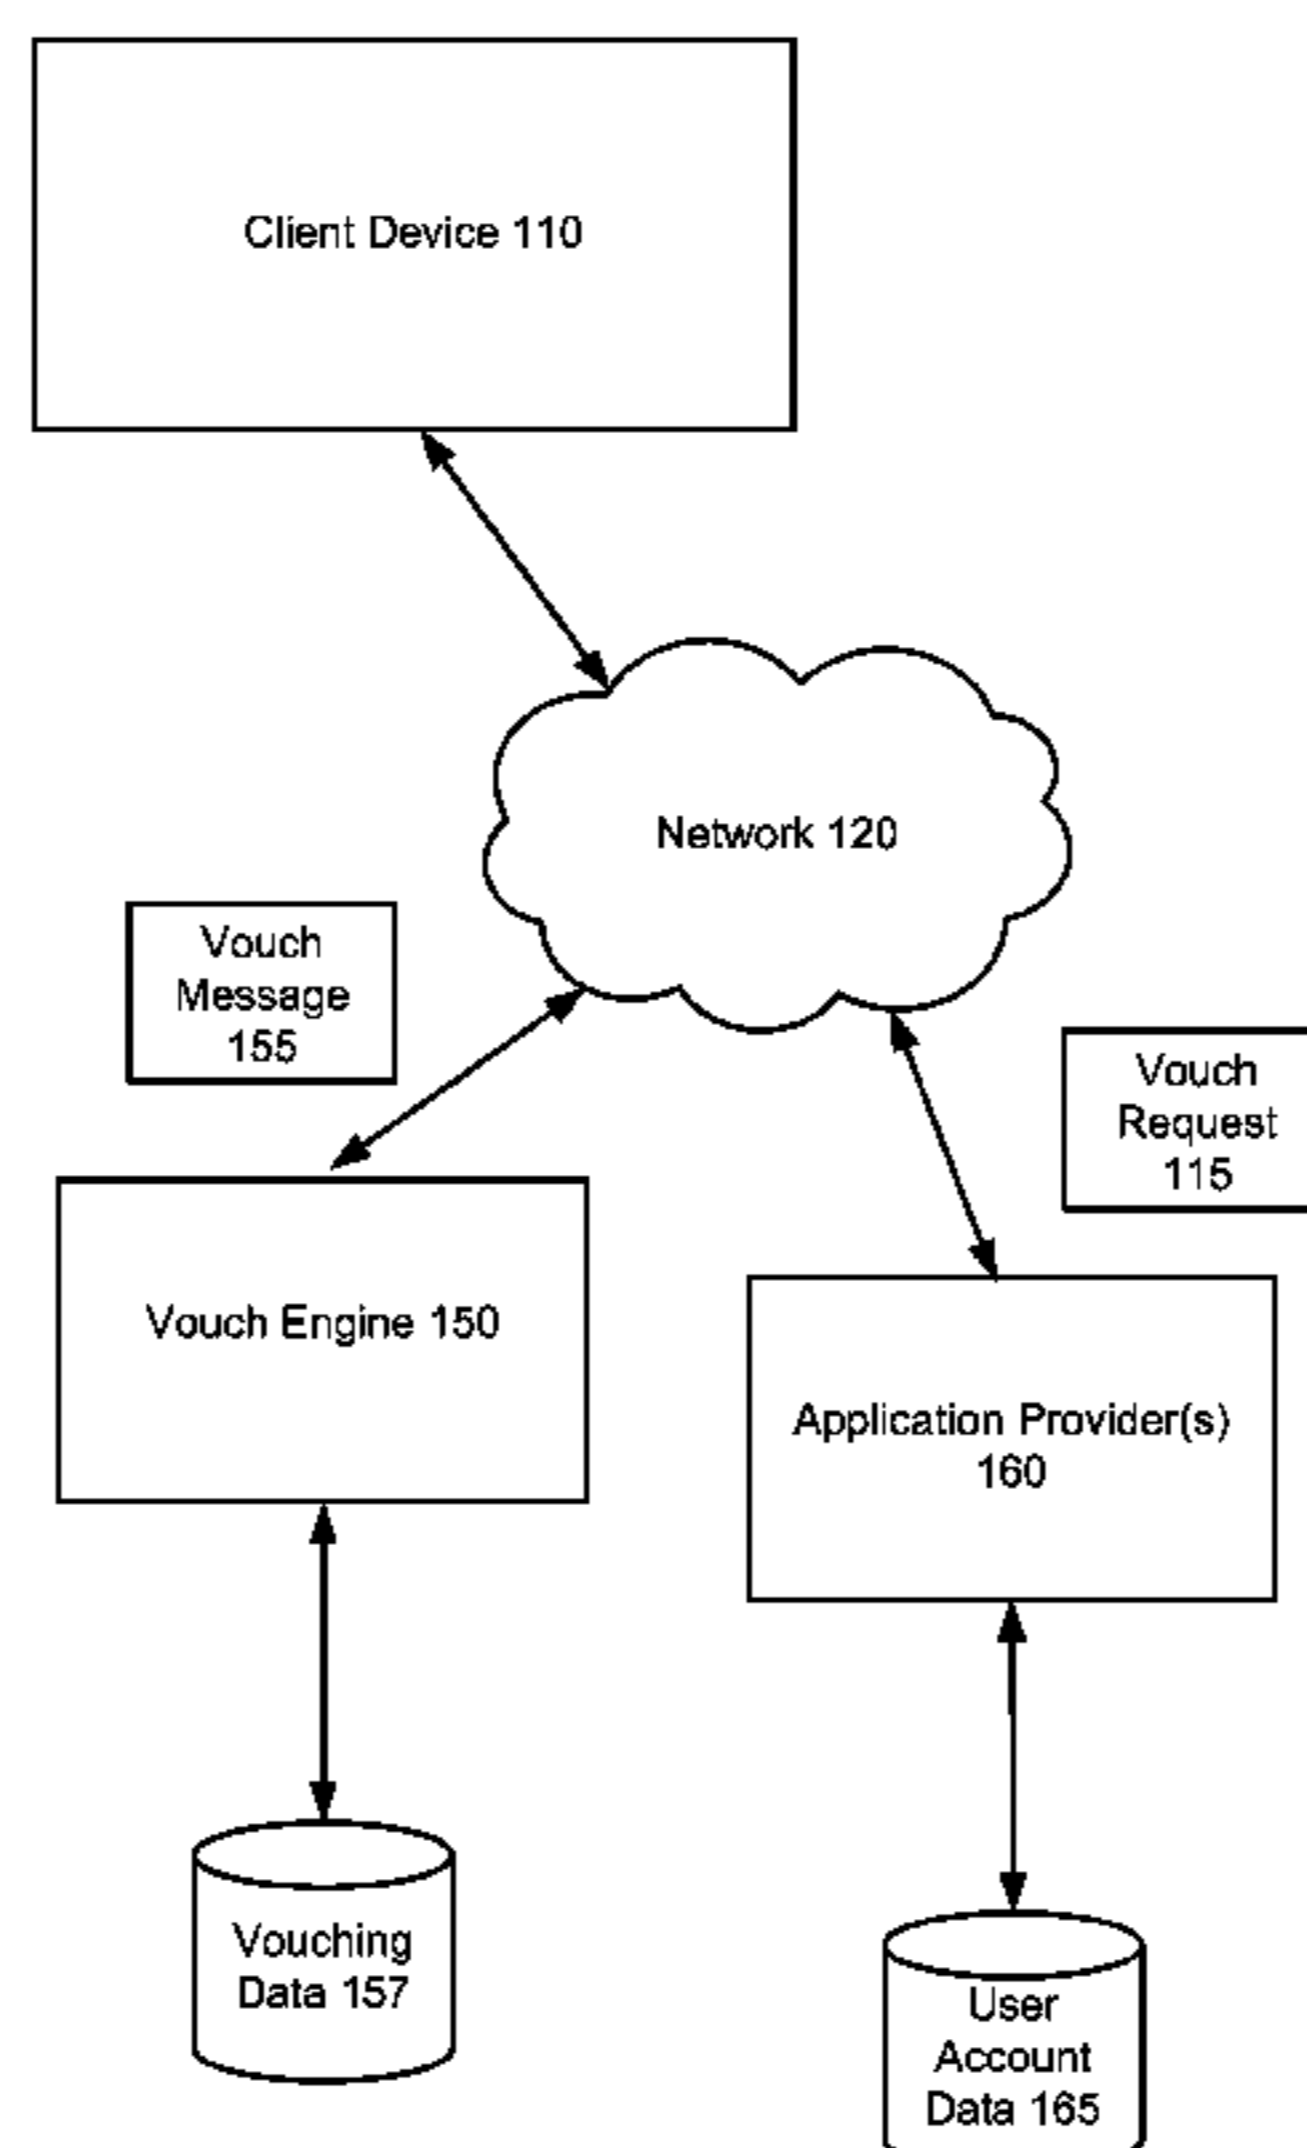 Client Device 110
Network 120
Vouch
Message
155
Vouch
Request
115
Vouch Engine 150
Application Provider(s)
160
Vouching
Data 157
User
Account
Data 165